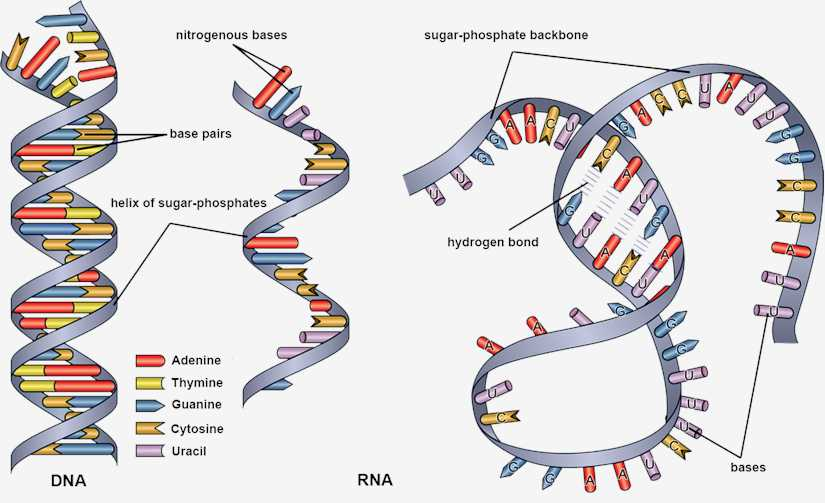 nitrogenous bases
sugar-phosphate backbone
base pairs
helix of sugar-phosphates
hydrogen bond
Adenine
Thymine
Guanine
Cytosine
Uracil
bases
DNA
RNA
U U G G A A C U
G A C C U A U U G G C C A U U
C A U G A
G U A C U
G G U U U U C
A A
U C G G A A U